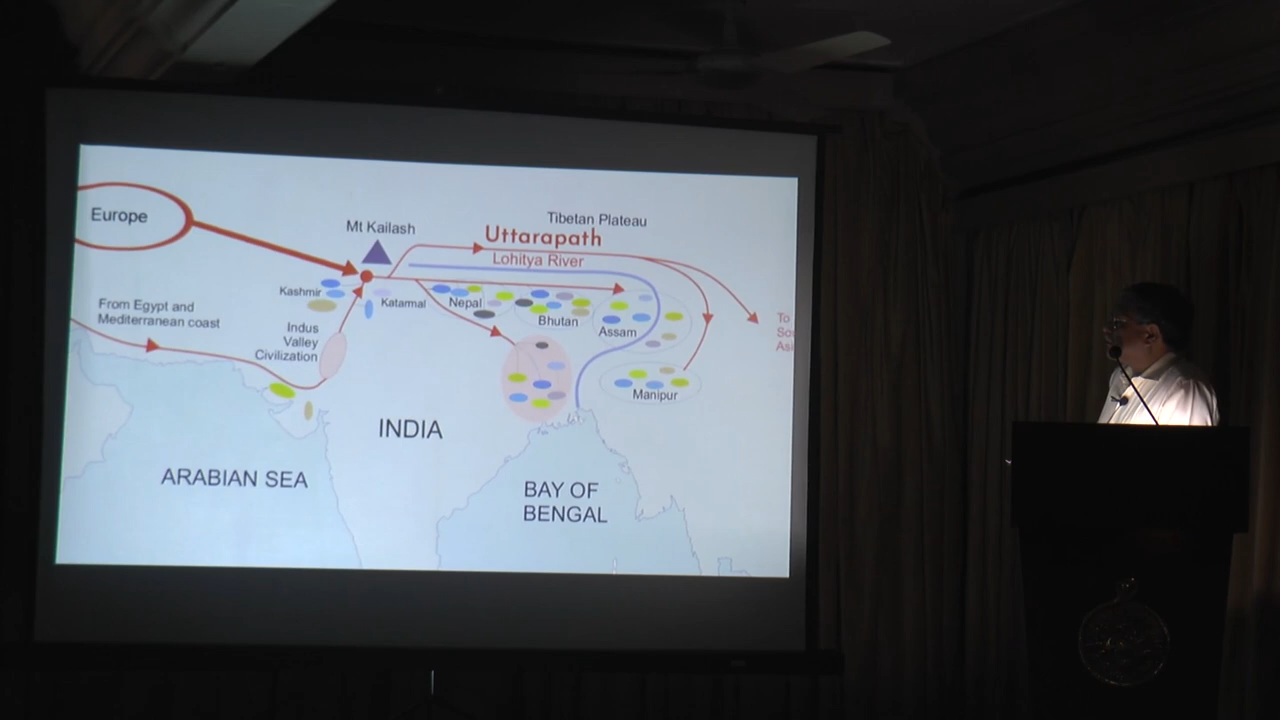 Europe
Mt Kailash
Tibetan Plateau
Uttarapath
Lohitya River
Kashmir
Katarmal
Nepal
Bhutan
Assam
From Egypt and
Mediterranean coast
Indus
Valley
Civilization
To
Manipur
INDIA
ARABIAN SEA
BAY OF
BENGAL